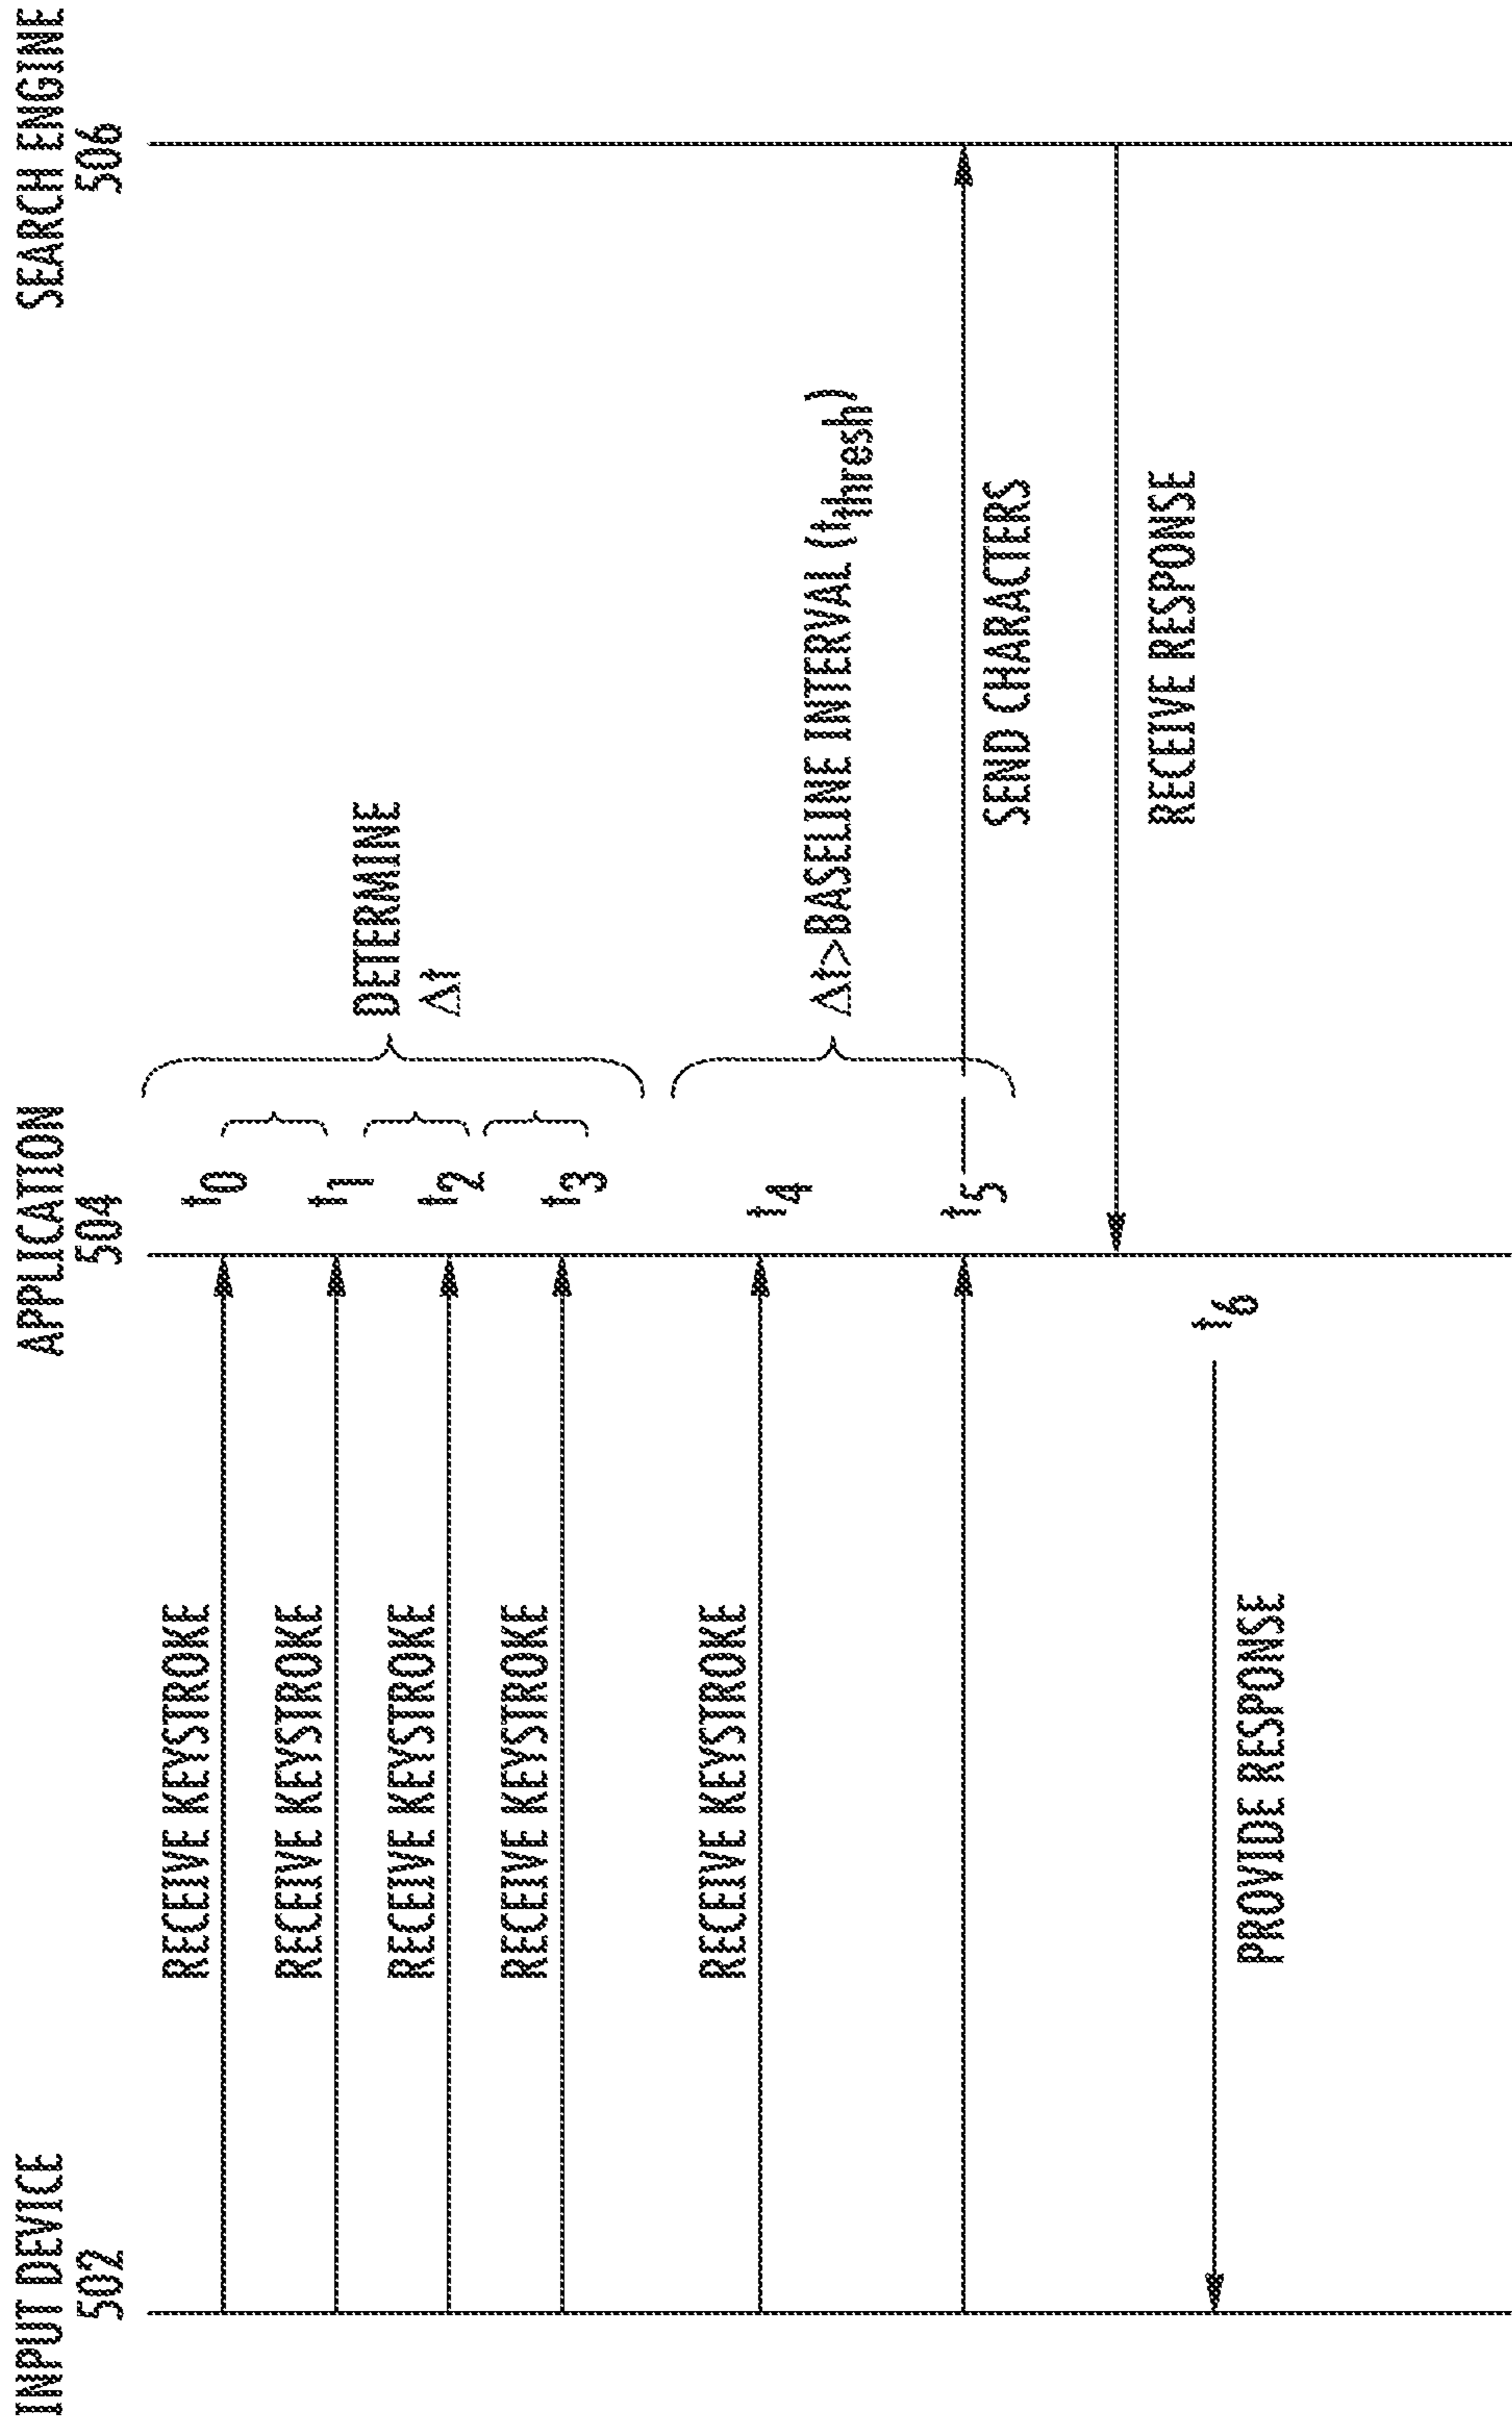 INPUT DEVICE
502
APPLICATION
504
SEARCH ENGINE
506
RECEIVE KEYSTROKE
t0
RECEIVE KEYSTROKE
t1
DETERMINE
Δt
RECEIVE KEYSTROKE
t2
RECEIVE KEYSTROKE
t3
RECEIVE KEYSTROKE
t4
Δt>BASELINE INTERVAL (tthresh)
t5
SEND CHARACTERS
RECEIVE RESPONSE
t6
PROVIDE RESPONSE